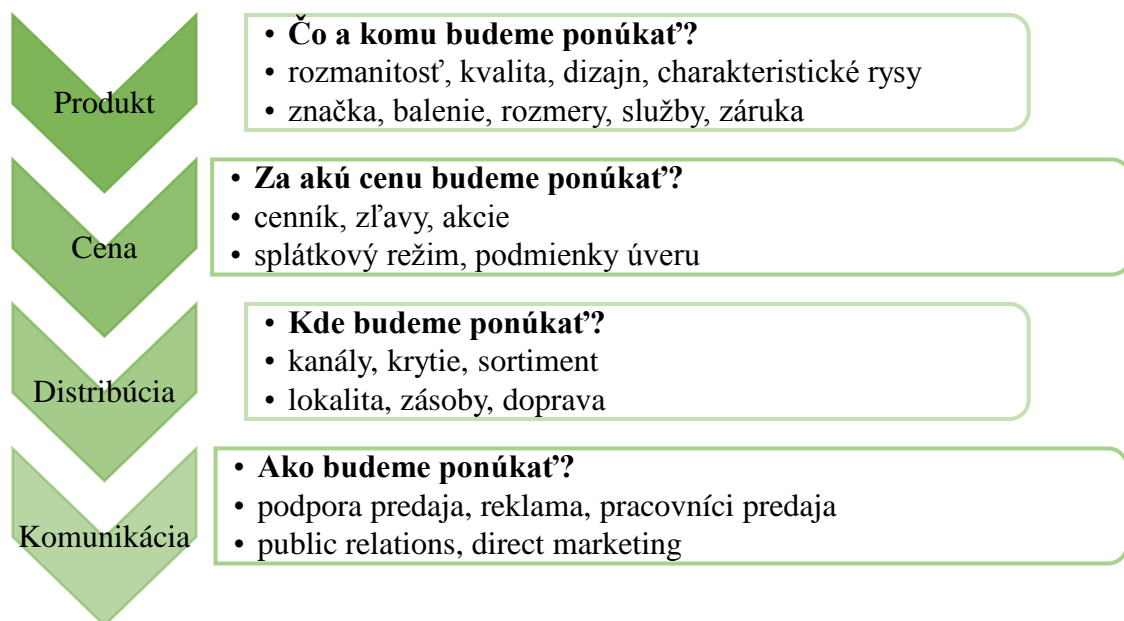 Produkt
• Čo a komu budeme ponúkať?
• rozmanitosť, kvalita, dizajn, charakteristické rysy
• značka, balenie, rozmery, služby, záruka
Cena
• Za akú cenu budeme ponúkať?
• cenník, zľavy, akcie
• splátkový režim, podmienky úveru
Distribúcia
• Kde budeme ponúkať?
• kanály, krytie, sortiment
• lokalita, zásoby, doprava
Komunikácia
• Ako budeme ponúkať?
• podpora predaja, reklama, pracovníci predaja
• public relations, direct marketing